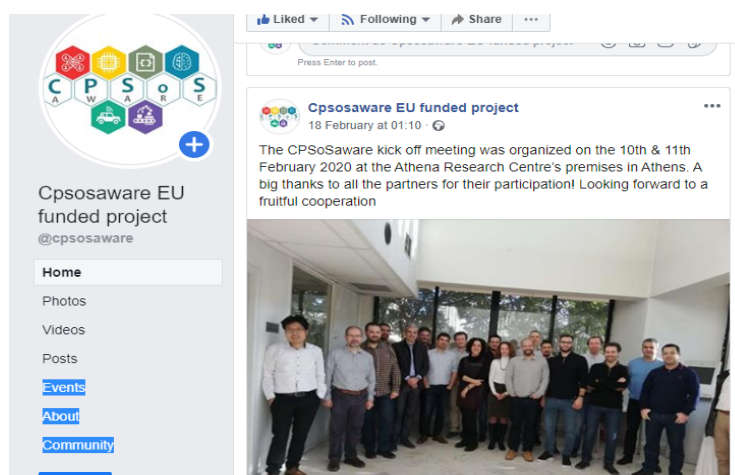 Liked Following Share ...
Press Enter to post.
C P S o S
A W A R E
Cpsosaware EU
funded project
@cpsosaware
Home
Photos
Videos
Posts
Events
About
Community
Cpsosaware EU funded project
18 February at 01:10 ·
The CPSoSaware kick off meeting was organized on the 10th & 11th
February 2020 at the Athena Research Centre's premises in Athens. A
big thanks to all the partners for their participation! Looking forward to a
fruitful cooperation